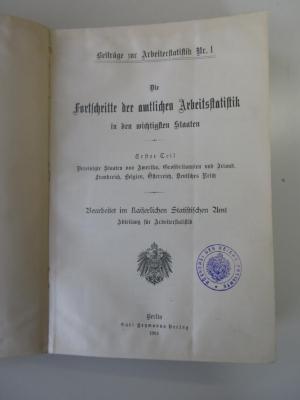 Beiträge zur Arbeiterstatistik Nr. 1
Die
Fortschritte der amtlichen Arbeitsstatistik
in den wichtigsten Staaten
Erster Teil
Vereinigte Staaten von Amerika, Großbritannien und Irland,
Frankreich, Belgien, Österreich, Deutsches Reich
Bearbeitet im Kaiserlichen Statistischen Amt
Abteilung für Arbeiterstatistik
Berlin
Carl Heymanns Verlag
1904